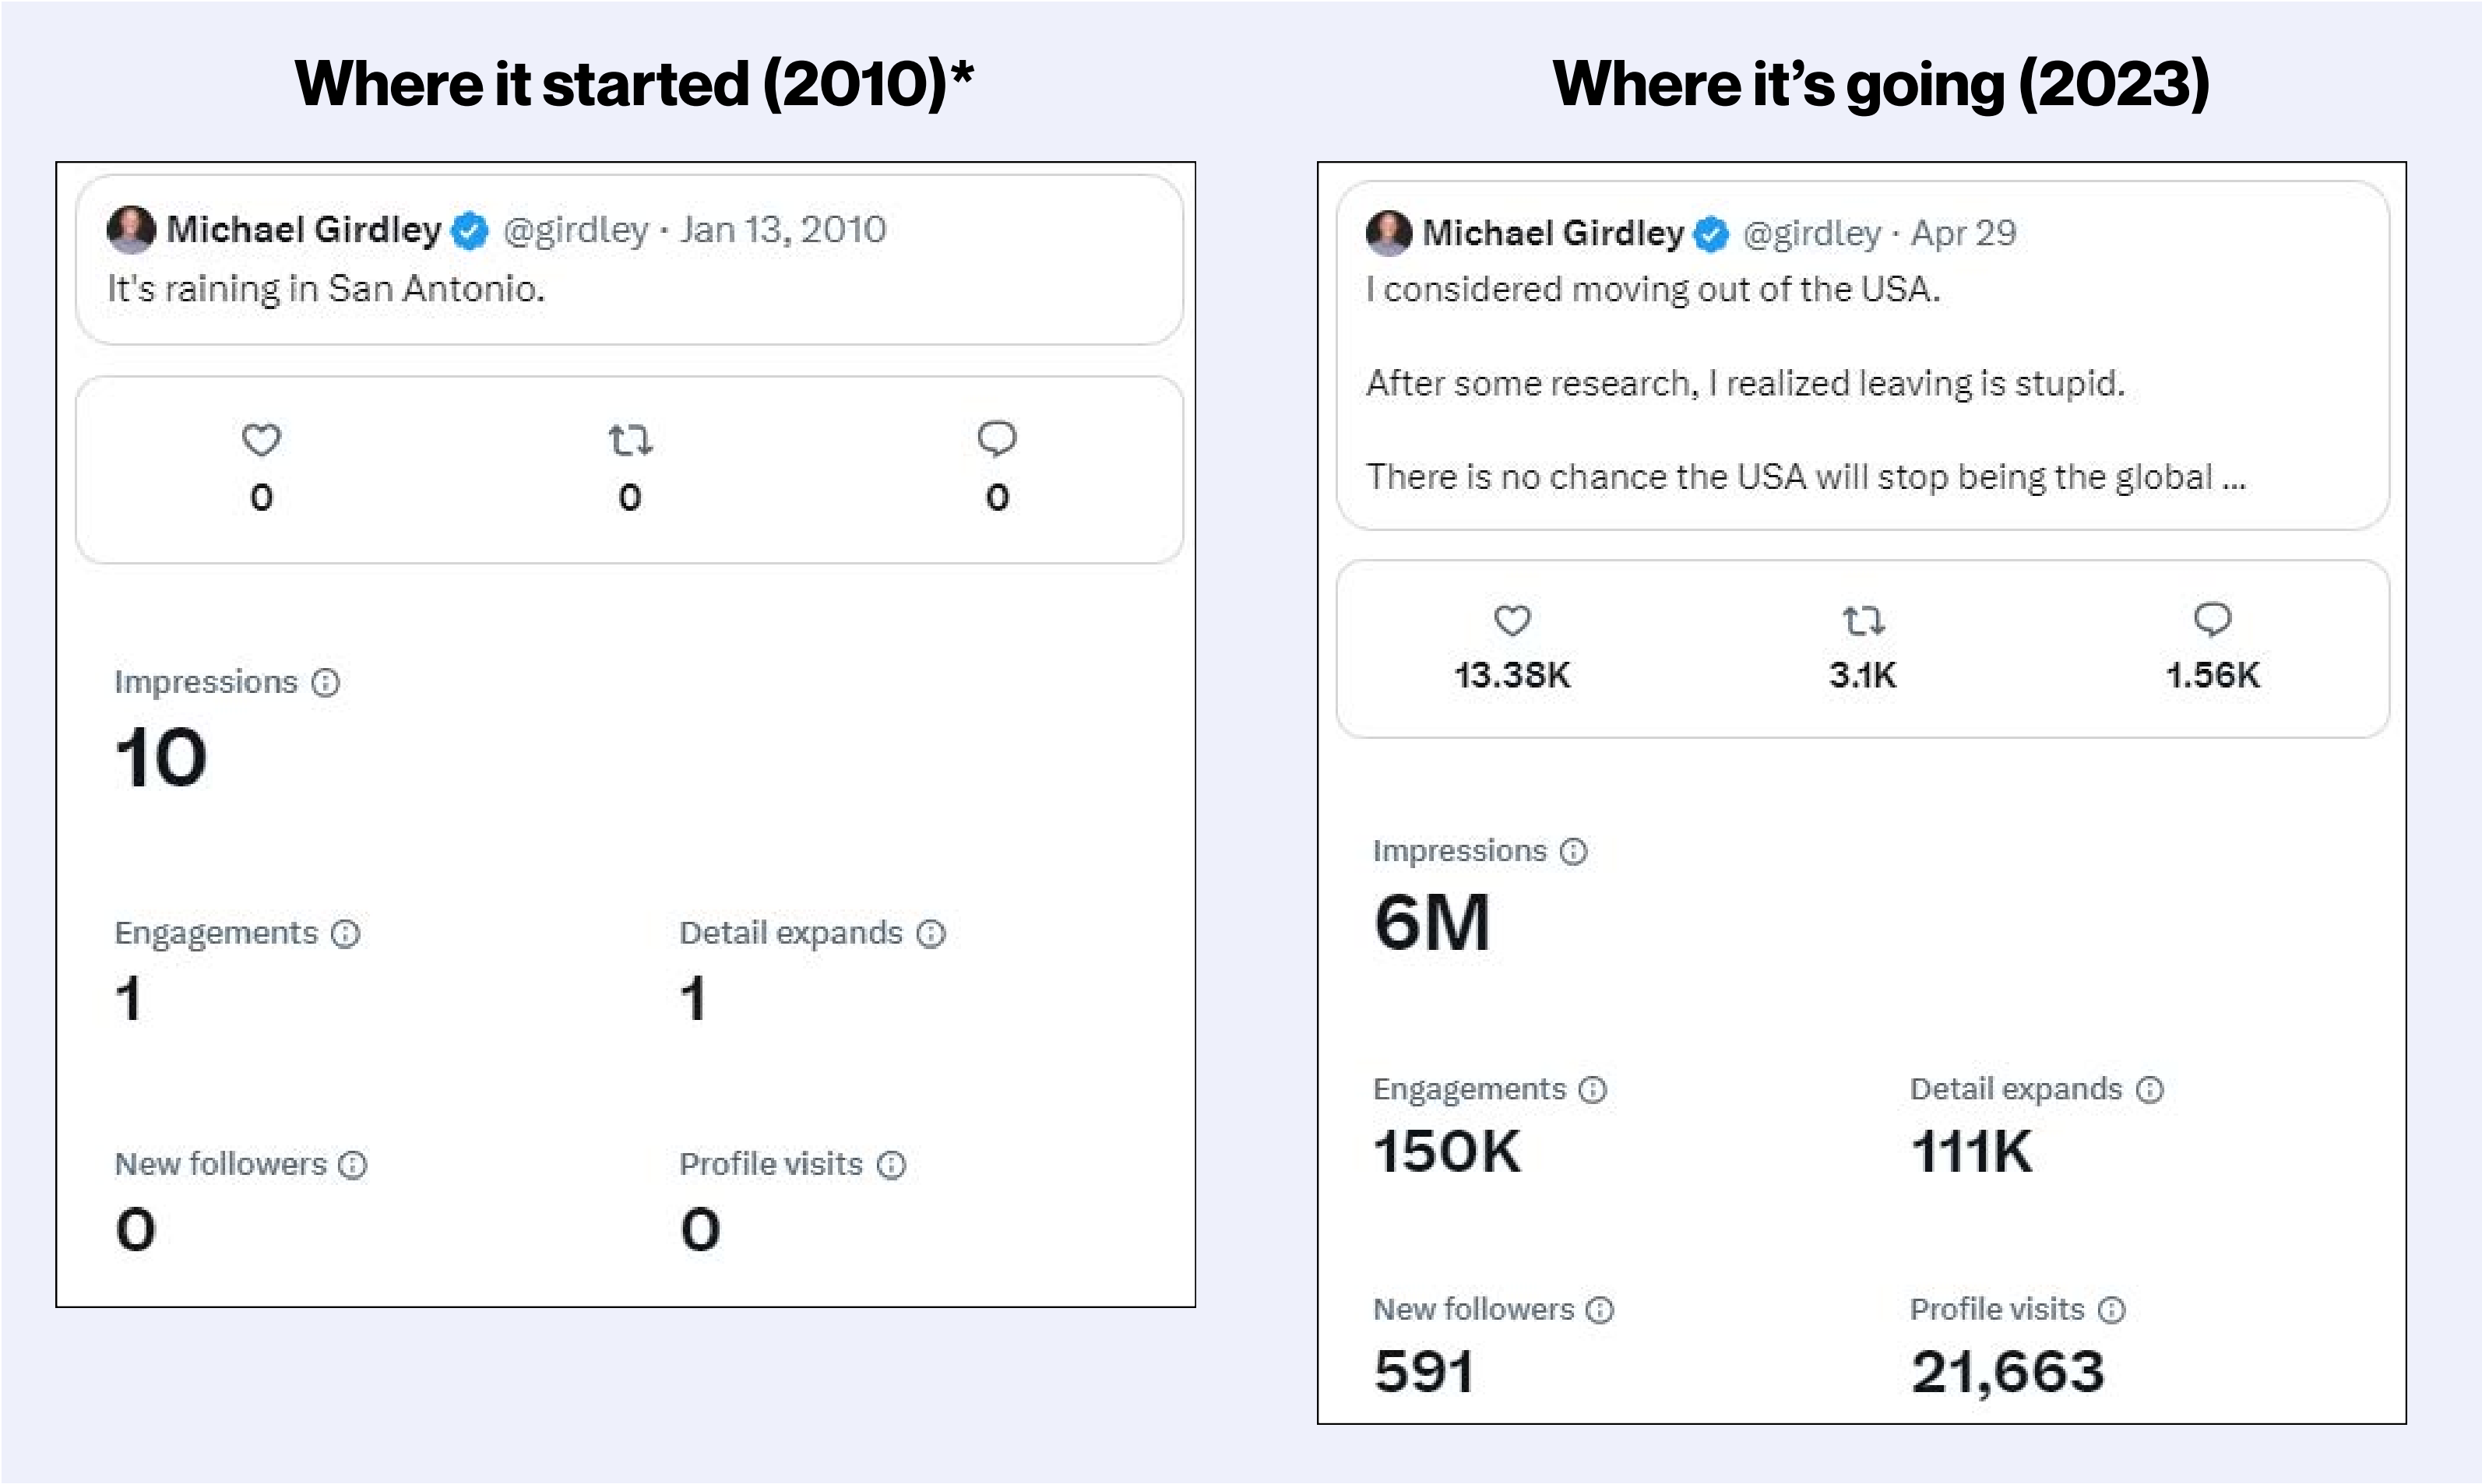 Where it started (2010)*
Michael Girdley @girdley · Jan 13, 2010
It's raining in San Antonio.
0 0 0
Impressions
10
Engagements Detail expands
1 1
New followers Profile visits
0 0
Where it’s going (2023)
Michael Girdley @girdley · Apr 29
I considered moving out of the USA.
After some research, I realized leaving is stupid.
There is no chance the USA will stop being the global ...
13.38K 3.1K 1.56K
Impressions
6M
Engagements Detail expands
150K 111K
New followers Profile visits
591 21,663